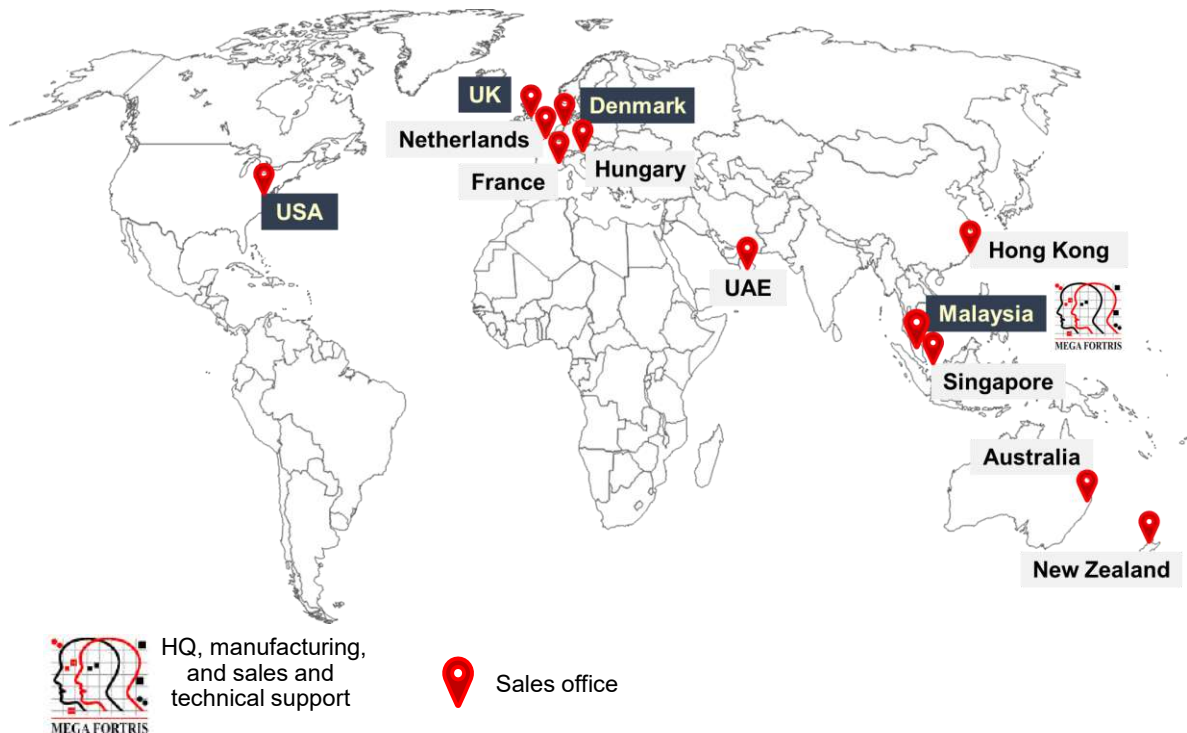 UK
Denmark
Netherlands
Hungary
France
USA
Hong Kong
UAE
Malaysia
MEGA FORTRIS
Singapore
Australia
New Zealand
HQ, manufacturing,
and sales and
technical support
Sales office
MEGA FORTRIS